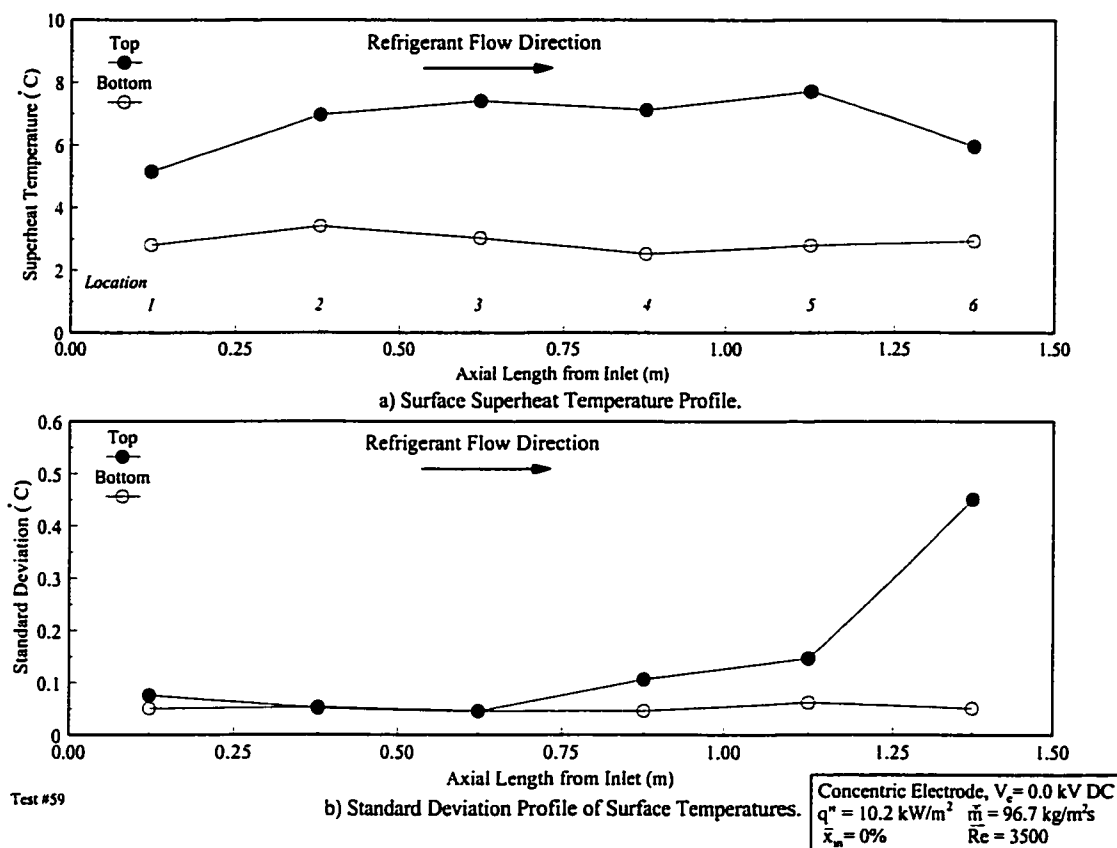 10
8
6
4
2
0
Superheat Temperature (°C)
Top
Bottom
Refrigerant Flow Direction
Location
1 2 3 4 5 6
0.00 0.25 0.50 0.75 1.00 1.25 1.50
Axial Length from Inlet (m)
a) Surface Superheat Temperature Profile.
0.6
0.5
0.4
0.3
0.2
0.1
0
Standard Deviation (°C)
Top
Bottom
Refrigerant Flow Direction
0.00 0.25 0.50 0.75 1.00 1.25 1.50
Axial Length from Inlet (m)
b) Standard Deviation Profile of Surface Temperatures.
Test #59
Concentric Electrode, Vₑ= 0.0 kV DC
q" = 10.2 kW/m² ṁ = 96.7 kg/m²s
x̄ᵢₙ= 0% R̄e = 3500